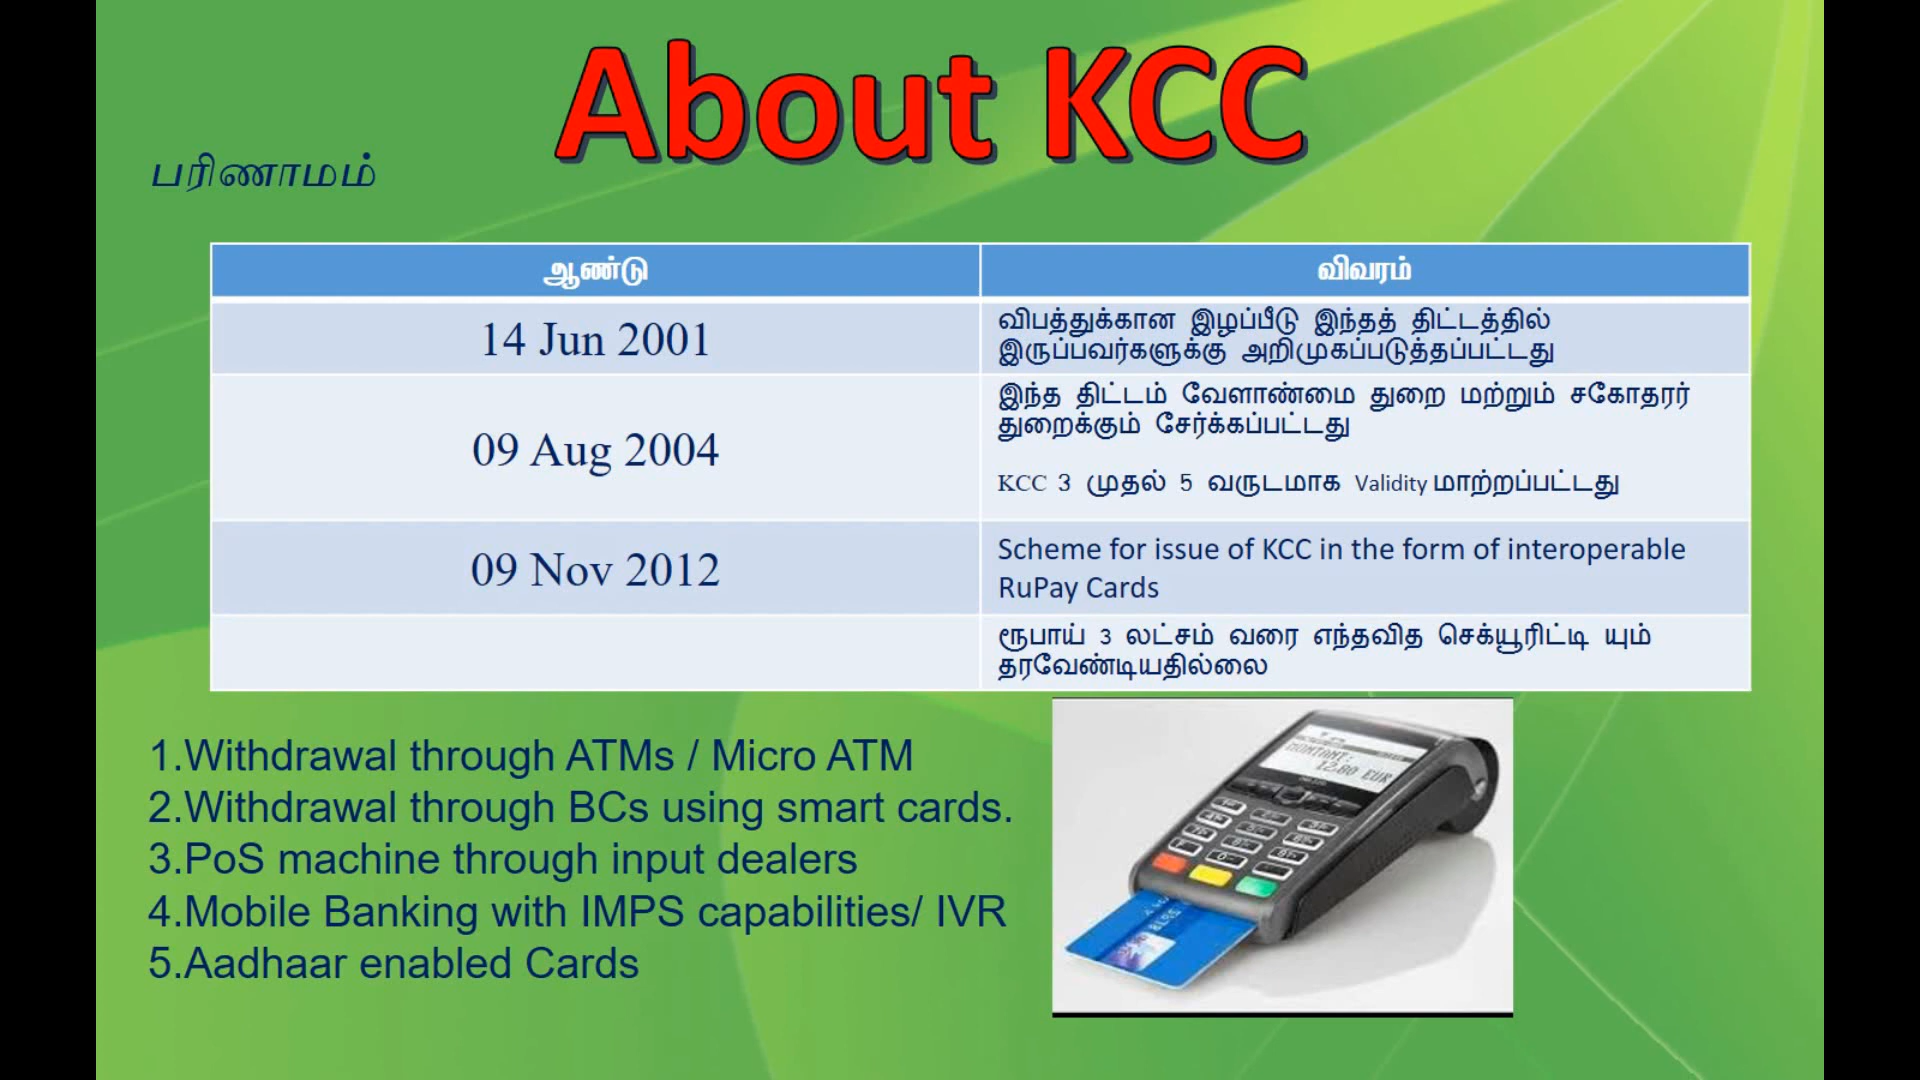 About KCC
பரிணாமம்
ஆண்டு விவரம்
14 Jun 2001
விபத்துக்கான இழப்பீடு இந்தத் திட்டத்தில்
இருப்பவர்களுக்கு அறிமுகப்படுத்தப்பட்டது
09 Aug 2004
இந்த திட்டம் வேளாண்மை துறை மற்றும் சகோதரர்
துறைக்கும் சேர்க்கப்பட்டது
KCC 3 முதல் 5 வருடமாக Validity மாற்றப்பட்டது
09 Nov 2012
Scheme for issue of KCC in the form of interoperable
RuPay Cards
ரூபாய் 3 லட்சம் வரை எந்தவித செக்யூரிட்டி யும்
தரவேண்டியதில்லை
1.Withdrawal through ATMs / Micro ATM
2.Withdrawal through BCs using smart cards.
3.PoS machine through input dealers
4.Mobile Banking with IMPS capabilities/ IVR
5.Aadhaar enabled Cards
MONTANT:
12,80 EUR